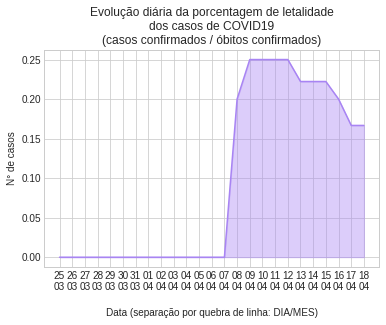 Evolução diária da porcentagem de letalidade
dos casos de COVID19
(casos confirmados / óbitos confirmados)
N° de casos
0.25
0.20
0.15
0.10
0.05
0.00
25 26 27 28 29 30 31 01 02 03 04 05 06 07 08 09 10 11 12 13 14 15 16 17 18
03 03 03 03 03 03 03 04 04 04 04 04 04 04 04 04 04 04 04 04 04 04 04 04 04
Data (separação por quebra de linha: DIA/MES)